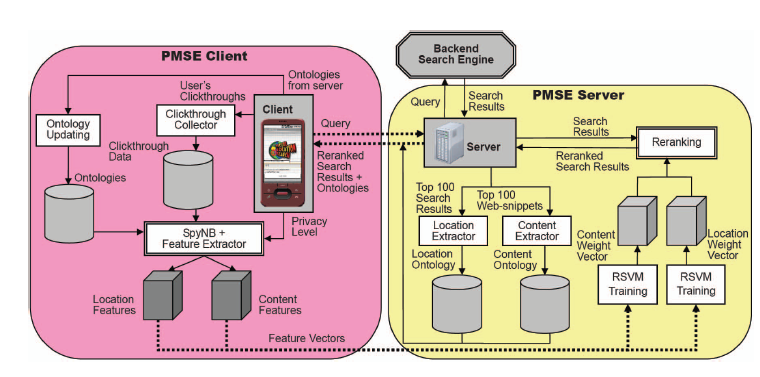 PMSE Client
Ontologies
from server
User's
Clickthroughs
Ontology
Updating
Clickthrough
Collector
Client
Clickthrough
Data
Ontologies
SpyNB +
Feature Extractor
Privacy
Level
Location
Features
Content
Features
Feature Vectors
Query
Reranked
Search
Results +
Ontologies
Backend
Search Engine
Query
Search
Results
PMSE Server
Server
Search
Results
Reranked
Search Results
Reranking
Top 100
Search
Results
Top 100
Web-snippets
Location
Extractor
Content
Extractor
Location
Ontology
Content
Ontology
Content
Weight
Vector
Location
Weight
Vector
RSVM
Training
RSVM
Training